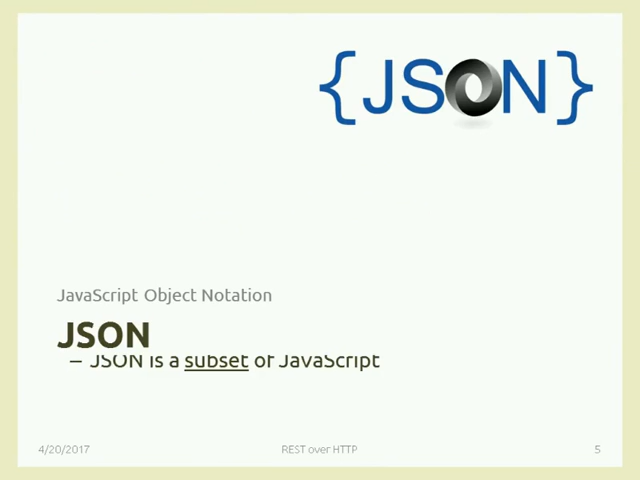 {JSON}
JavaScript Object Notation
JSON
– JSON is a subset of JavaScript
4/20/2017
REST over HTTP
5